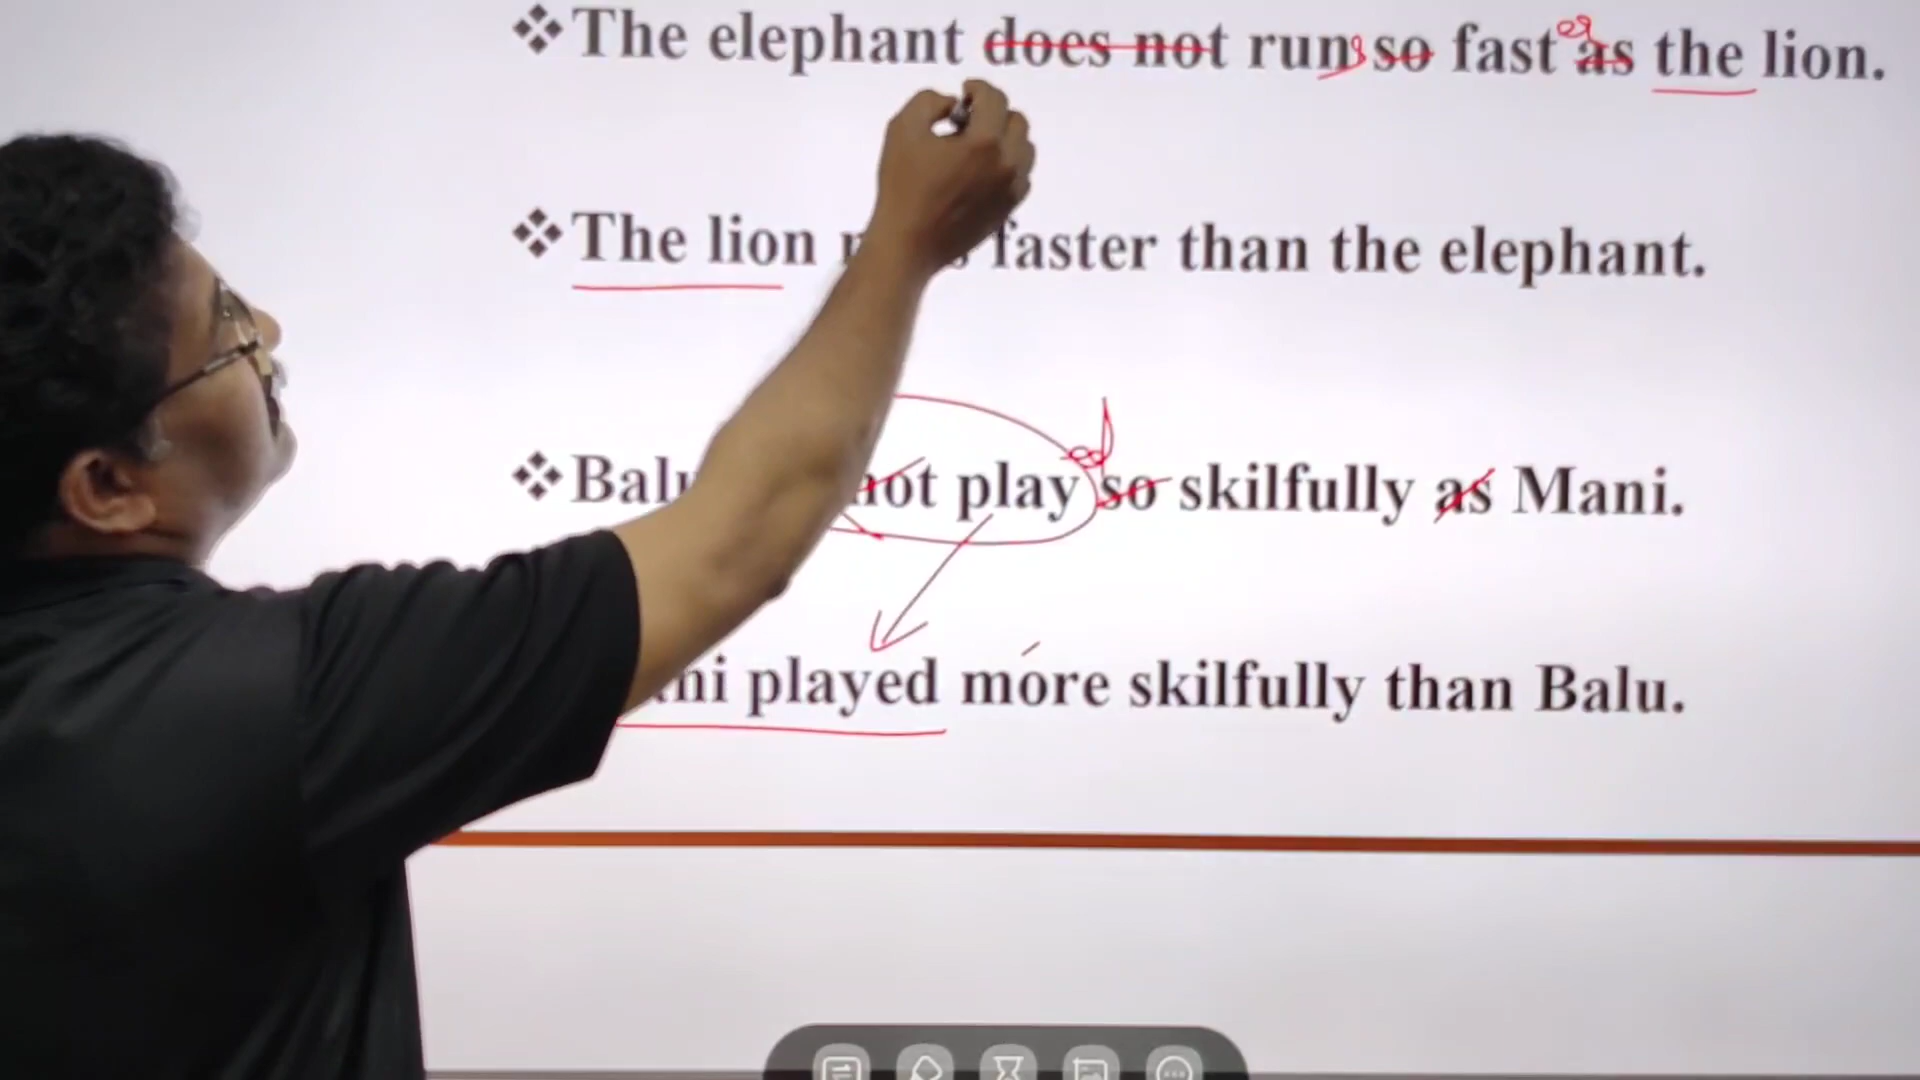 ❖The elephant does not run so fast as the lion.
❖The lion faster than the elephant.
❖Balu not play so skilfully as Mani.
played more skilfully than Balu.